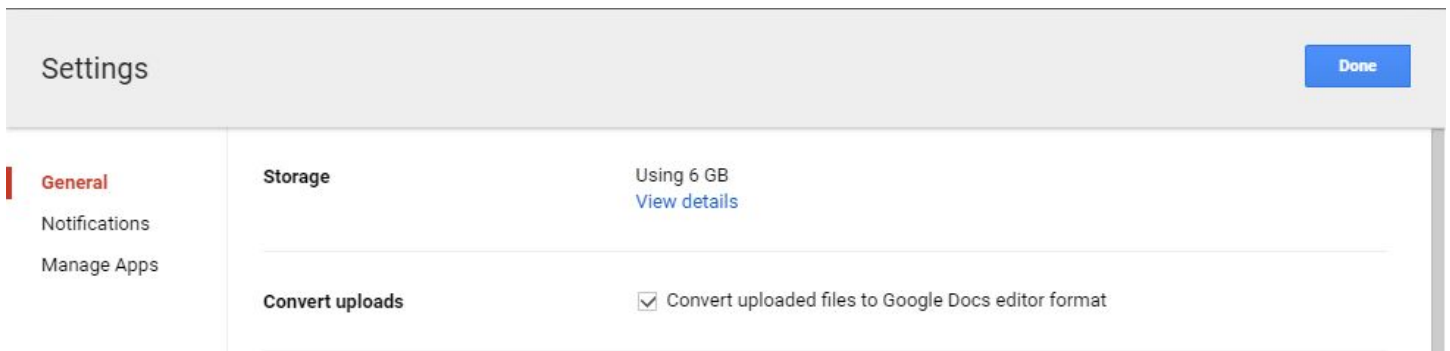 Settings
Done
General
Notifications
Manage Apps
Storage
Using 6 GB
View details
Convert uploads
Convert uploaded files to Google Docs editor format